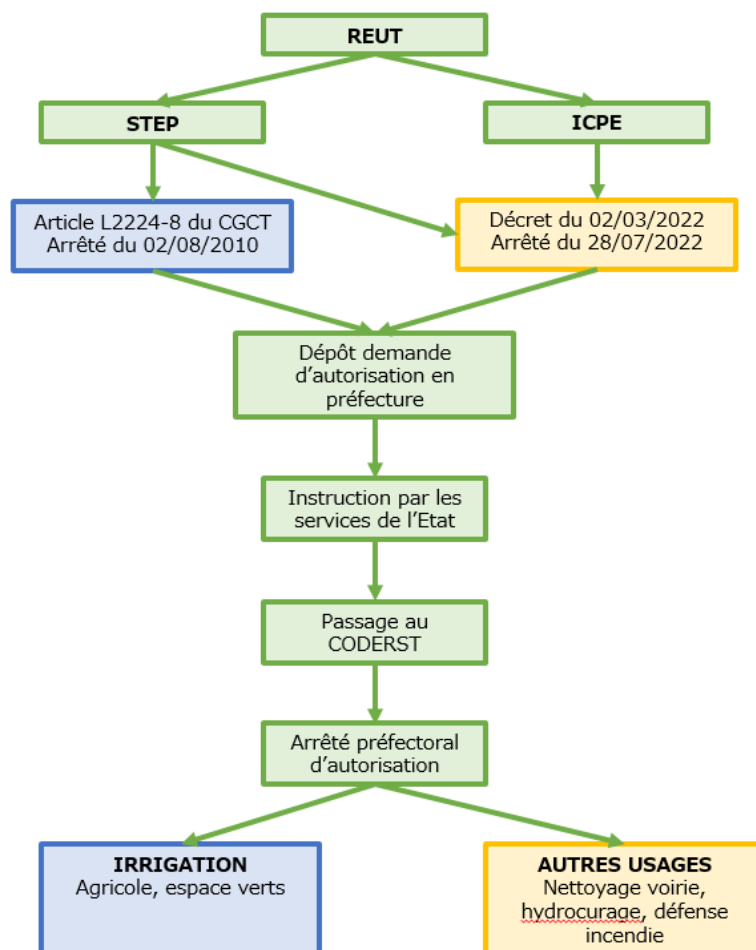 REUT
STEP
ICPE
Article L2224-8 du CGCT
Arrêté du 02/08/2010
Décret du 02/03/2022
Arrêté du 28/07/2022
Dépôt demande
d’autorisation en
préfecture
Instruction par les
services de l’Etat
Passage au
CODERST
Arrêté préfectoral
d’autorisation
IRRIGATION
Agricole, espace verts
AUTRES USAGES
Nettoyage voirie,
hydrocurage, défense
incendie